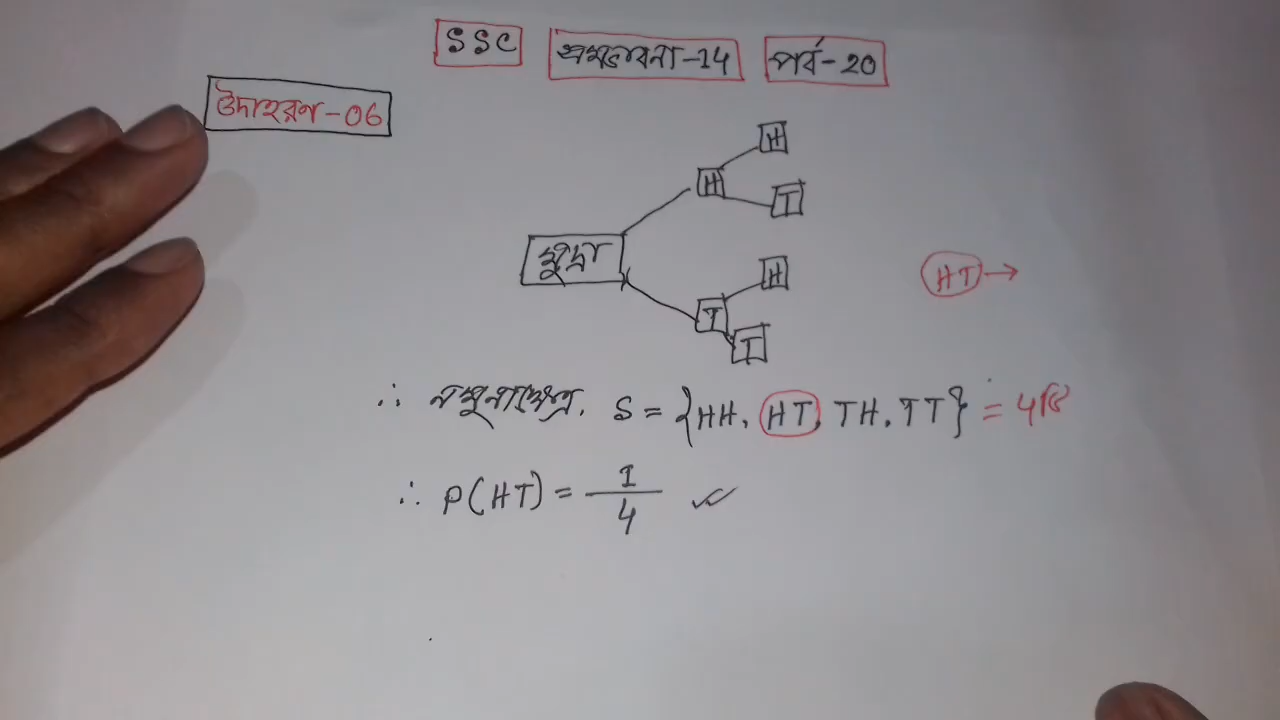 SSC সম্ভাবনা-14 পর্ব-20
উদাহরণ-06
H
H
T
মুদ্রা
H
HT→
T
T
∴ নমুনাক্ষেত্র, S = {HH, HT, TH, TT} = 4টি
∴ P(HT) = 1/4